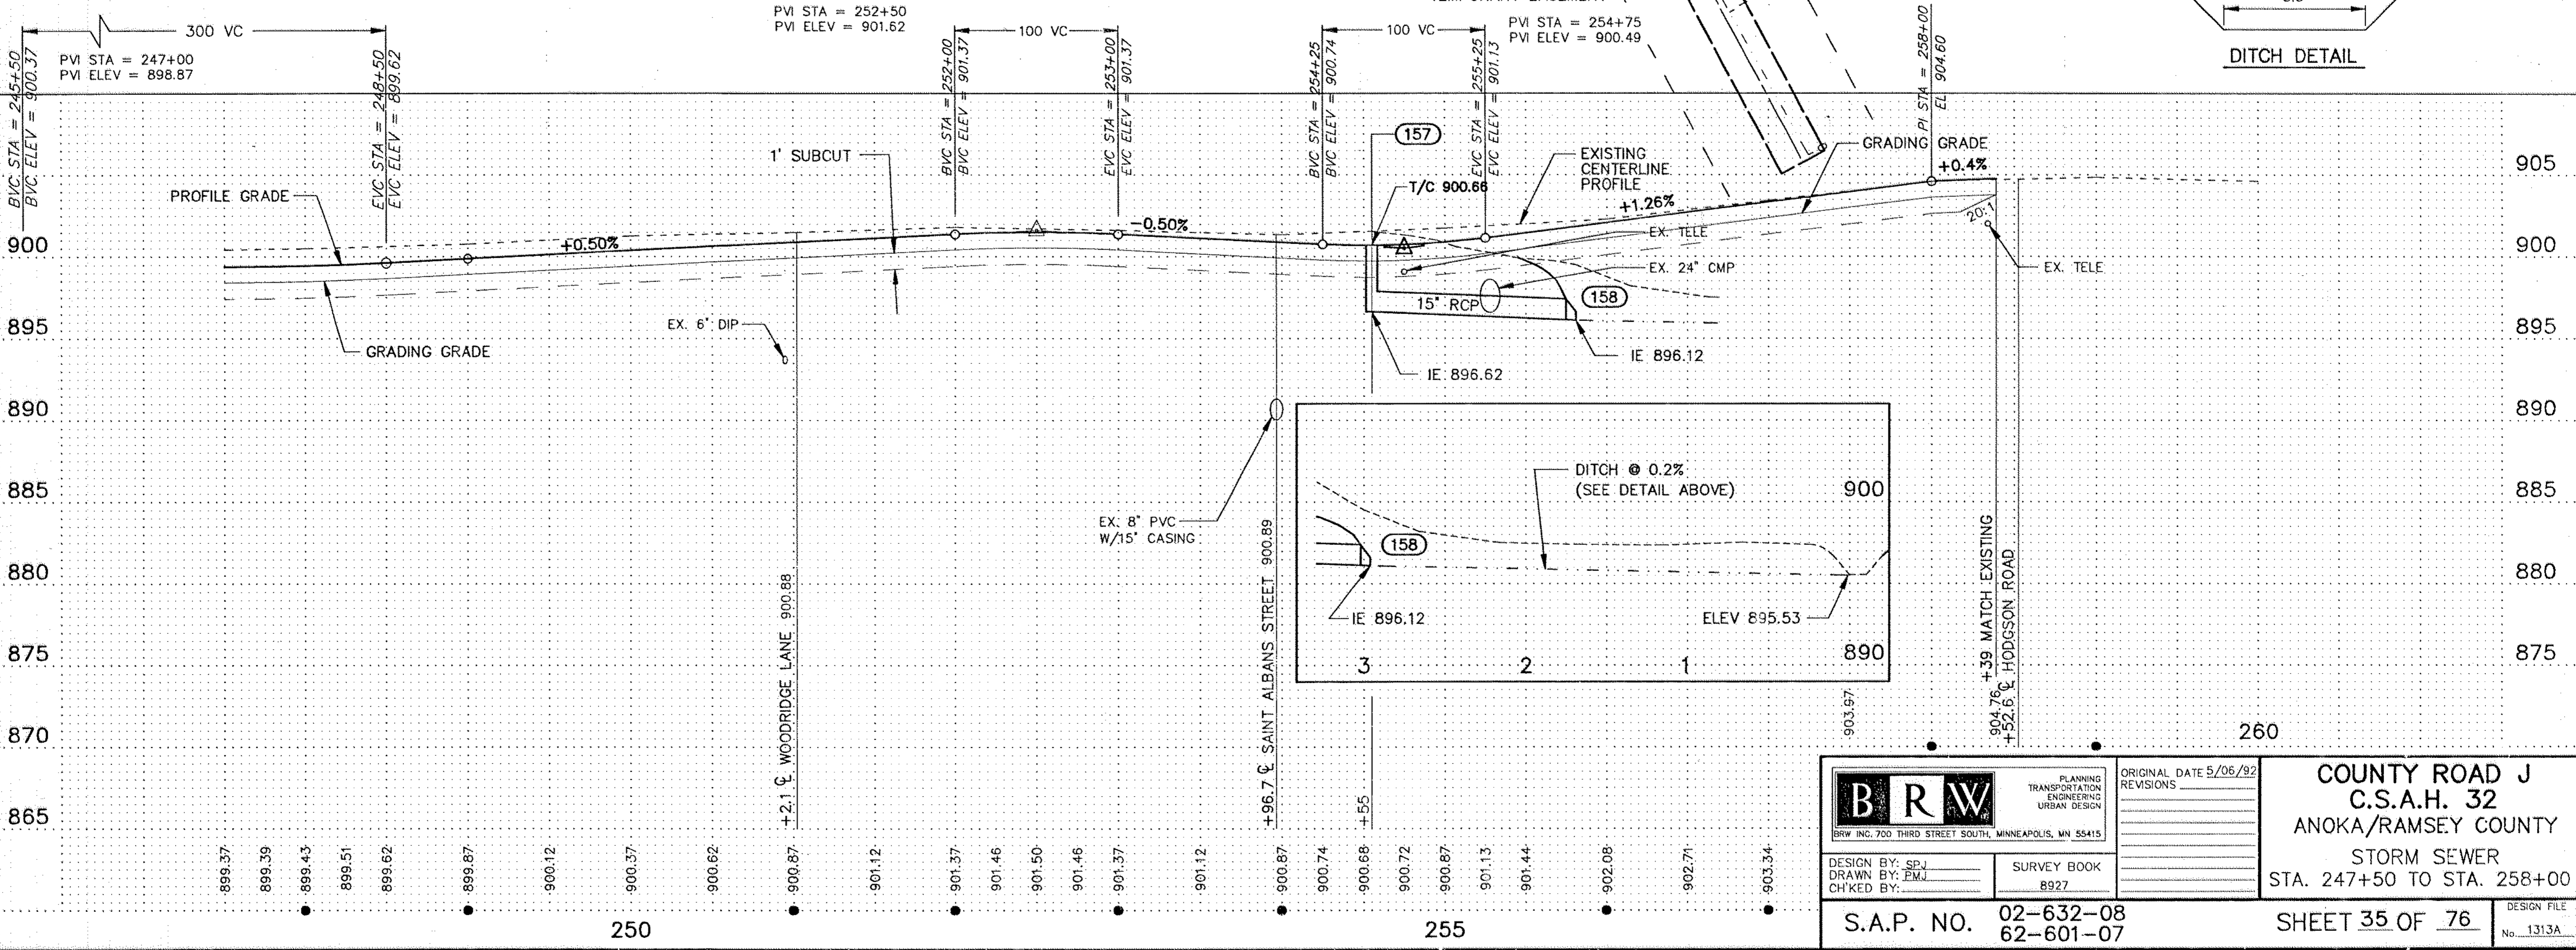 300 VC
PVI STA = 247+00
PVI ELEV = 898.87
BVC STA = 245+50
BVC ELEV = 900.37
EVC STA = 248+50
EVC ELEV = 899.62
PVI STA = 252+50
PVI ELEV = 901.62
100 VC
BVC STA = 252+00
BVC ELEV = 901.37
EVC STA = 253+00
EVC ELEV = 901.37
100 VC
PVI STA = 254+75
PVI ELEV = 900.49
BVC STA = 254+25
BVC ELEV = 900.74
EVC STA = 255+25
EVC ELEV = 901.13
PI STA = 258+00
EL 904.60
DITCH DETAIL
1' SUBCUT
157
EXISTING
CENTERLINE
PROFILE
GRADING GRADE
PROFILE GRADE
T/C 900.66
+0.4%
+0.50%
-0.50%
+1.26%
20:1
EX. TELE
EX. TELE
EX. 24" CMP
15" RCP
158
EX. 6" DIP
GRADING GRADE
IE 896.12
IE 896.62
905
900
900
895
895
890
890
885
885
880
880
875
875
870
865
EX. 8" PVC
W/15" CASING
DITCH @ 0.2%
(SEE DETAIL ABOVE)
900
158
IE 896.12
ELEV 895.53
3
2
1
890
+2.1 ℄ WOODRIDGE LANE 900.88
+96.7 ℄ SAINT ALBANS STREET 900.89
+55
903.97
904.76
+39 MATCH EXISTING
+52.6 ℄ HODGSON ROAD
260
899.37
899.39
899.43
899.51
899.62
899.87
900.12
900.37
900.62
900.87
901.12
901.37
901.46
901.50
901.46
901.37
901.12
900.87
900.74
900.68
900.72
900.87
901.13
901.44
902.08
902.71
903.34
250
255
BRW
PLANNING
TRANSPORTATION
ENGINEERING
URBAN DESIGN
BRW INC. 700 THIRD STREET SOUTH, MINNEAPOLIS, MN 55415
ORIGINAL DATE 5/06/92
REVISIONS
DESIGN BY: SPJ
DRAWN BY: PMJ
CH'KED BY:
SURVEY BOOK
8927
COUNTY ROAD J
C.S.A.H. 32
ANOKA/RAMSEY COUNTY
STORM SEWER
STA. 247+50 TO STA. 258+00
S.A.P. NO. 02-632-08
62-601-07
SHEET 35 OF 76
DESIGN FILE
No. 1313A